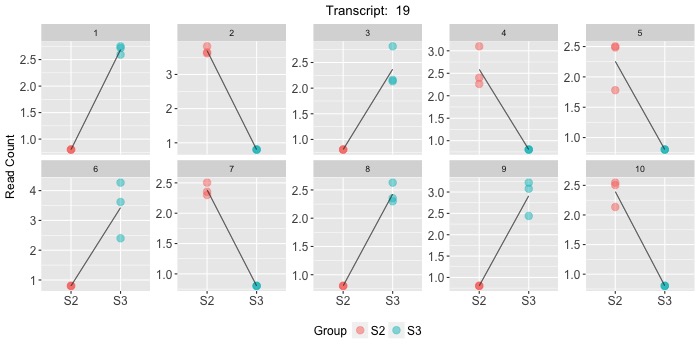 Transcript: 19
1 2 3 4 5
2.5 3 2.5 3.0 2.5
2.0 2 2.0 2.5 2.0
1.5 1 1.5 2.0 1.5
1.0 1.0 1.5 1.0
1.0
Read Count
6 7 8 9 10
4 2.5 2.5 3.0 2.5
3 2.0 2.0 2.5 2.0
2 1.5 1.5 2.0 1.5
1 1.0 1.0 1.5 1.0
1.0
S2 S3 S2 S3 S2 S3 S2 S3 S2 S3
Group S2 S3